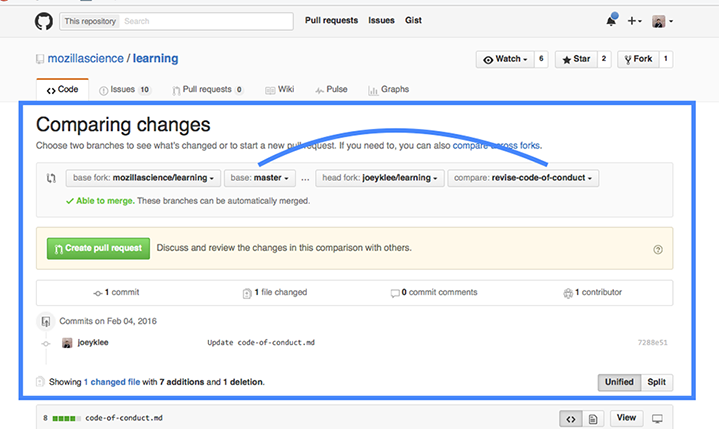 This repository Search Pull requests Issues Gist
mozillascience / learning Watch 6 Star 2 Fork 1
Code Issues 10 Pull requests 0 Wiki Pulse Graphs
Comparing changes
Choose two branches to see what's changed or to start a new pull request. If you need to, you can also compare across forks.
base fork: mozillascience/learning base: master ... head fork: joeyklee/learning compare: revise-code-of-conduct
Able to merge. These branches can be automatically merged.
Create pull request Discuss and review the changes in this comparison with others.
1 commit 1 file changed 0 commit comments 1 contributor
Commits on Feb 04, 2016
joeyklee Update code-of-conduct.md 7288e51
Showing 1 changed file with 7 additions and 1 deletion. Unified Split
8 code-of-conduct.md View